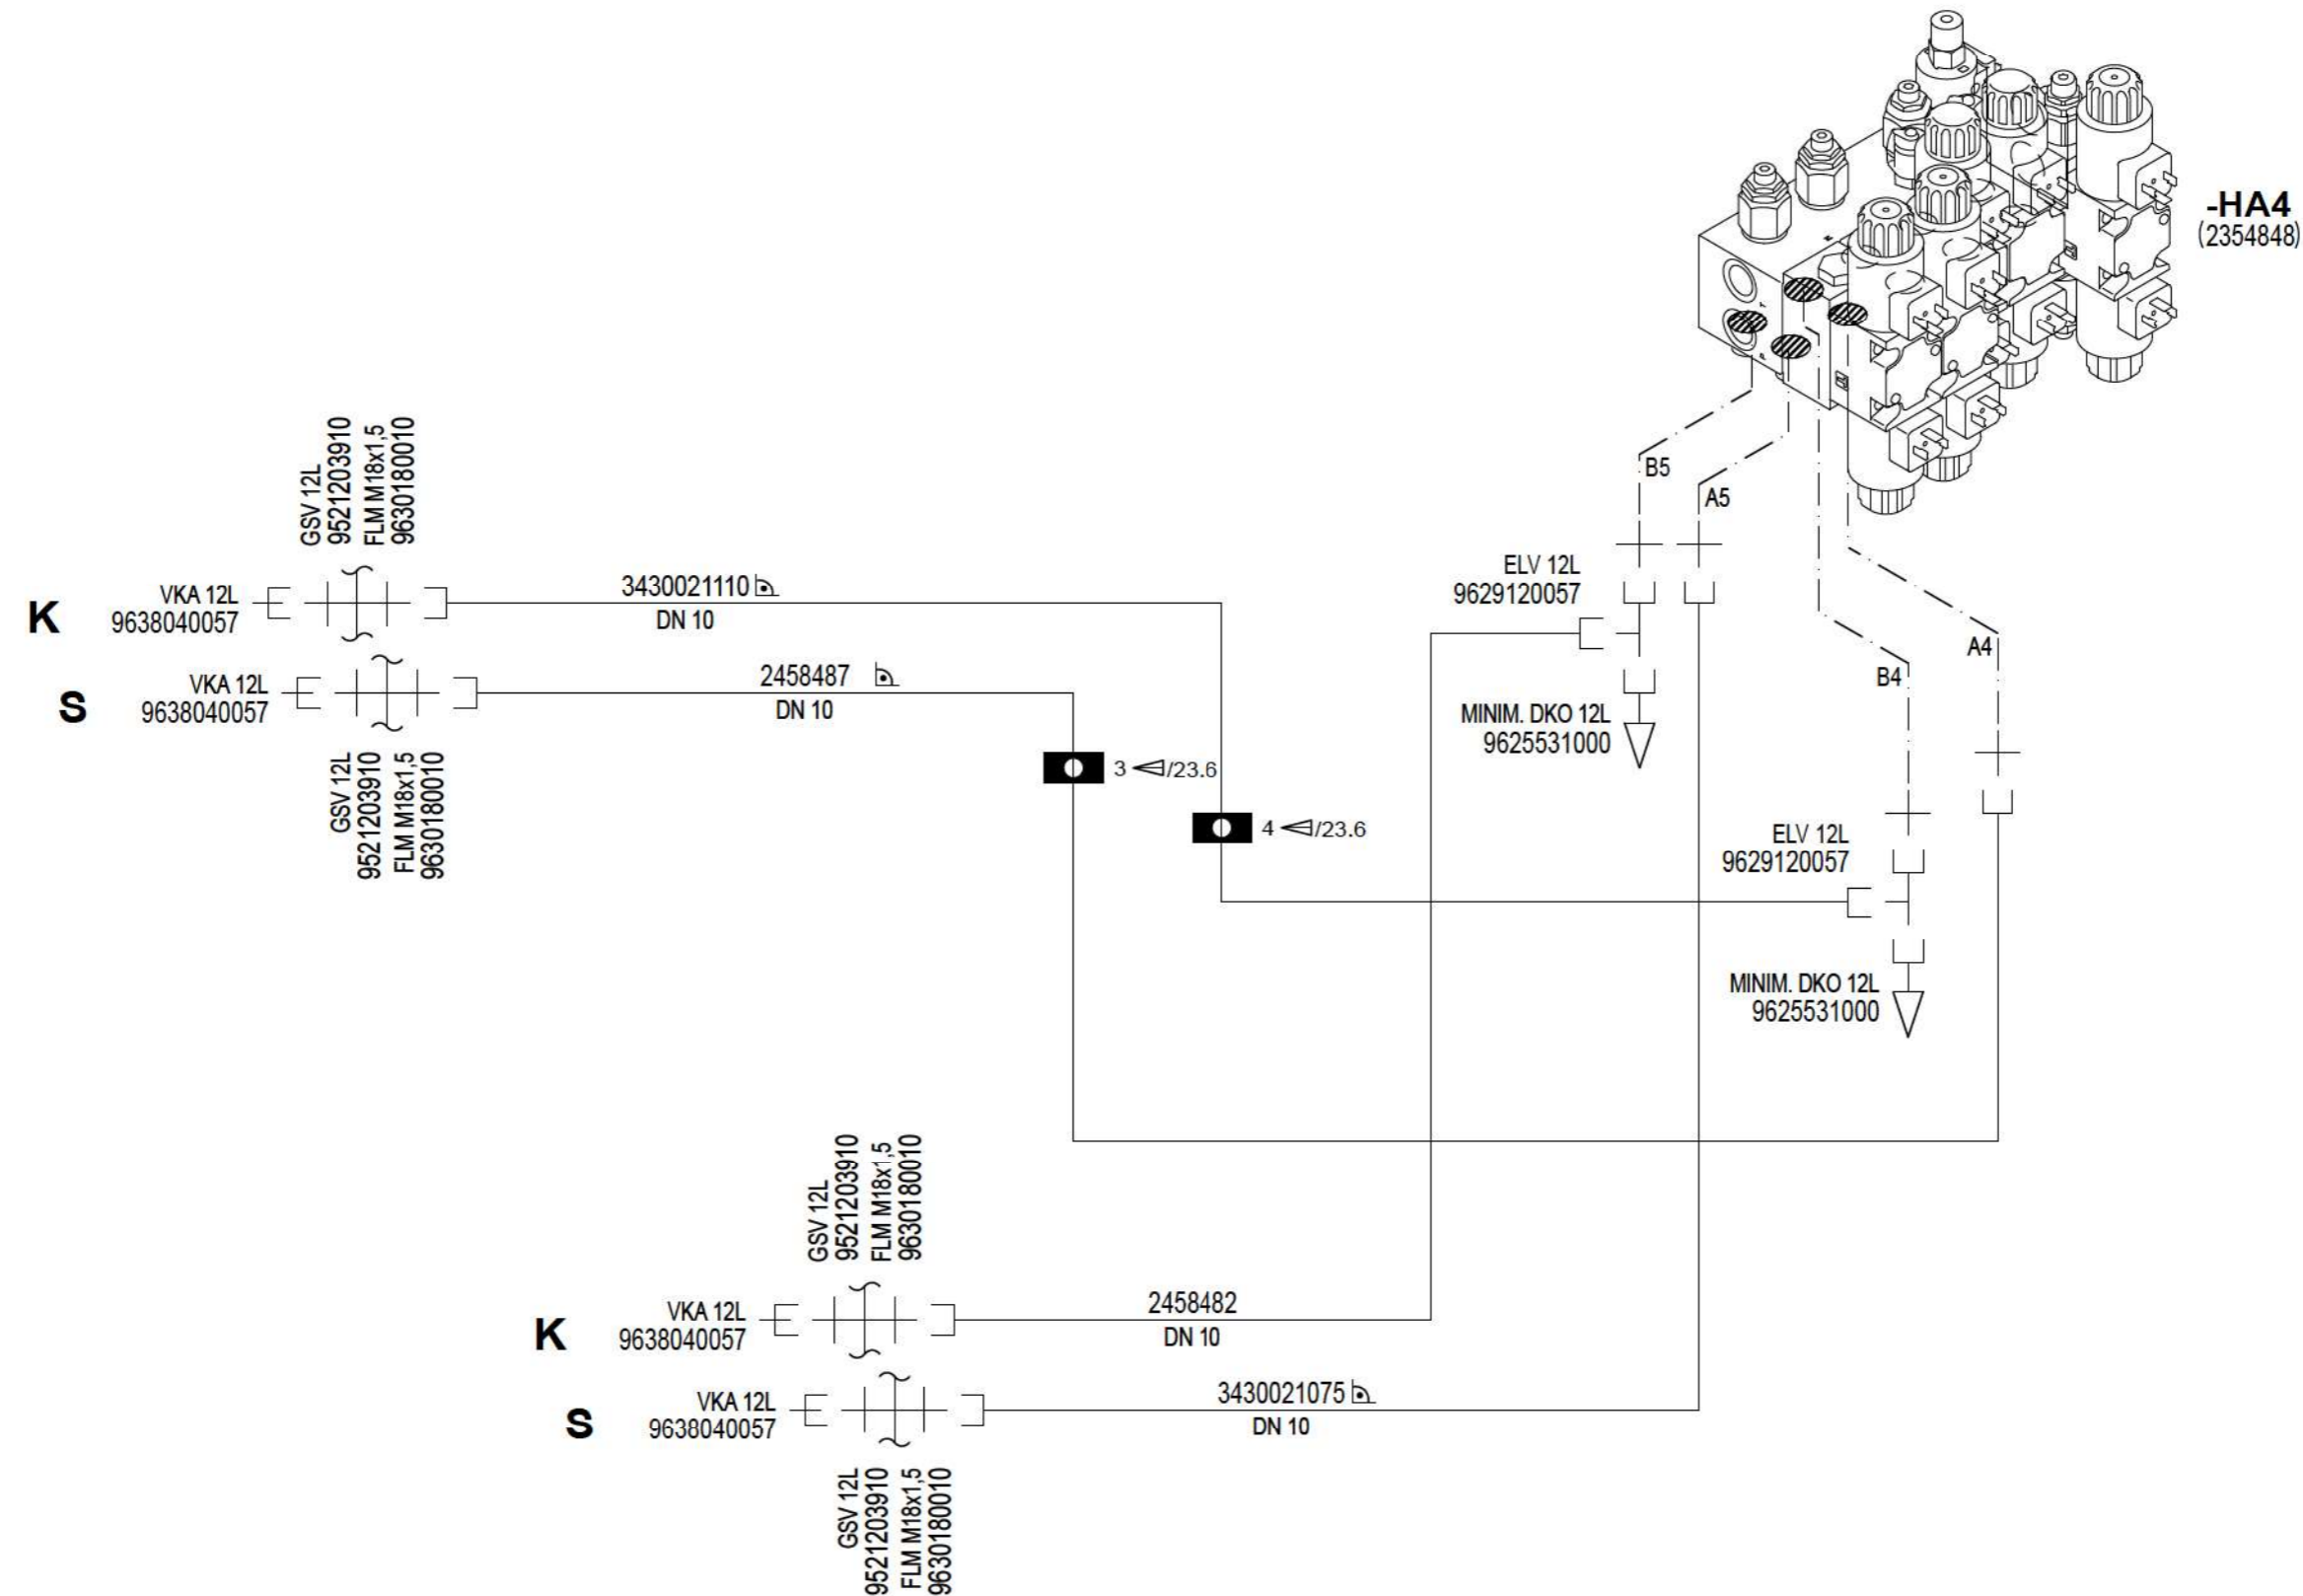 -HA4
(2354848)
GSV 12L
9521203910
FLM M18x1,5
9630180010
B5
A5
K
VKA 12L
9638040057
3430021110
DN 10
ELV 12L
9629120057
S
VKA 12L
9638040057
2458487
DN 10
A4
B4
MINIM. DKO 12L
9625531000
GSV 12L
9521203910
FLM M18x1,5
9630180010
3 /23.6
4 /23.6
ELV 12L
9629120057
MINIM. DKO 12L
9625531000
GSV 12L
9521203910
FLM M18x1,5
9630180010
K
VKA 12L
9638040057
2458482
DN 10
S
VKA 12L
9638040057
3430021075
DN 10
GSV 12L
9521203910
FLM M18x1,5
9630180010
T
P